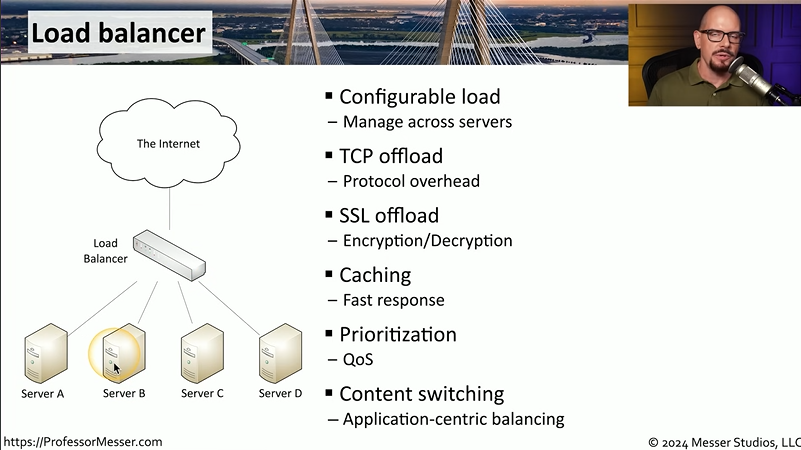 Load balancer
The Internet
Load
Balancer
Server A
Server B
Server C
Server D
▪ Configurable load
– Manage across servers
▪ TCP offload
– Protocol overhead
▪ SSL offload
– Encryption/Decryption
▪ Caching
– Fast response
▪ Prioritization
– QoS
▪ Content switching
– Application-centric balancing
https://ProfessorMesser.com
© 2024 Messer Studios, LLC